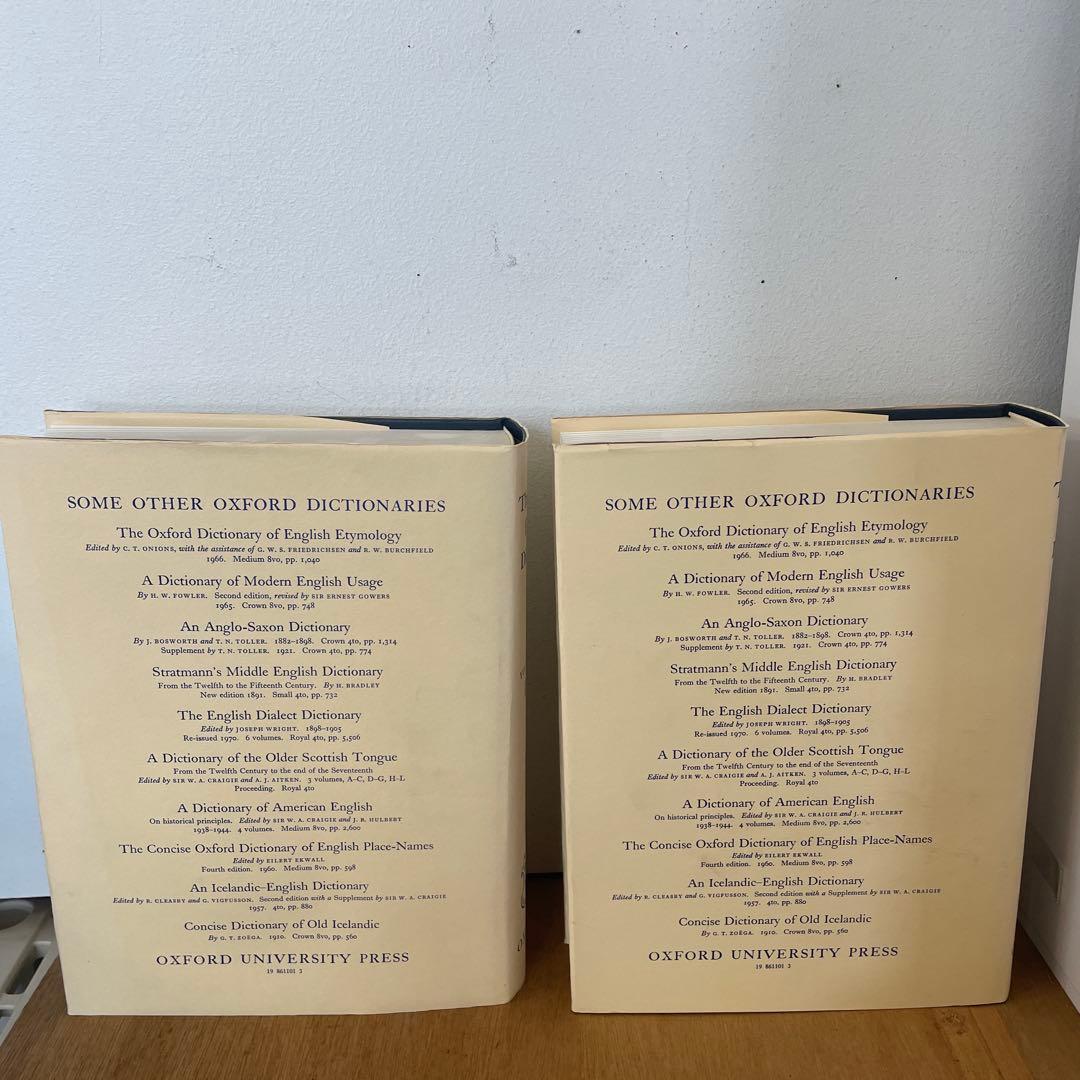 SOME OTHER OXFORD DICTIONARIES
The Oxford Dictionary of English Etymology
Edited by C. T. ONIONS, with the assistance of G. W. S. FRIEDRICHSEN and R. W. BURCHFIELD
1966. Medium 8vo, pp. 1,040
A Dictionary of Modern English Usage
By H. W. FOWLER. Second edition, revised by SIR ERNEST GOWERS
1965. Crown 8vo, pp. 748
An Anglo-Saxon Dictionary
By J. BOSWORTH and T. N. TOLLER. 1882–1898. Crown 4to, pp. 1,314
Supplement by T. N. TOLLER. 1921. Crown 4to, pp. 774
Stratmann's Middle English Dictionary
From the Twelfth to the Fifteenth Century. By H. BRADLEY
New edition 1891. Small 4to, pp. 732
The English Dialect Dictionary
Edited by JOSEPH WRIGHT. 1898–1905
Re-issued 1970. 6 volumes. Royal 4to, pp. 5,506
A Dictionary of the Older Scottish Tongue
From the Twelfth Century to the end of the Seventeenth
Edited by SIR W. A. CRAIGIE and A. J. AITKEN. 3 volumes, A–C, D–G, H–L
Proceeding. Royal 4to
A Dictionary of American English
On historical principles. Edited by SIR W. A. CRAIGIE and J. R. HULBERT
1938–1944. 4 volumes. Medium 8vo, pp. 2,600
The Concise Oxford Dictionary of English Place-Names
Edited by EILERT EKWALL
Fourth edition. 1960. Medium 8vo, pp. 598
An Icelandic–English Dictionary
Edited by R. CLEASBY and G. VIGFUSSON. Second edition with a Supplement by SIR W. A. CRAIGIE
1957. 4to, pp. 880
Concise Dictionary of Old Icelandic
By G. T. ZOËGA. 1910. Crown 8vo, pp. 560
OXFORD UNIVERSITY PRESS
19 861101 3
SOME OTHER OXFORD DICTIONARIES
The Oxford Dictionary of English Etymology
Edited by C. T. ONIONS, with the assistance of G. W. S. FRIEDRICHSEN and R. W. BURCHFIELD
1966. Medium 8vo, pp. 1,040
A Dictionary of Modern English Usage
By H. W. FOWLER. Second edition, revised by SIR ERNEST GOWERS
1965. Crown 8vo, pp. 748
An Anglo-Saxon Dictionary
By J. BOSWORTH and T. N. TOLLER. 1882–1898. Crown 4to, pp. 1,314
Supplement by T. N. TOLLER. 1921. Crown 4to, pp. 774
Stratmann's Middle English Dictionary
From the Twelfth to the Fifteenth Century. By H. BRADLEY
New edition 1891. Small 4to, pp. 732
The English Dialect Dictionary
Edited by JOSEPH WRIGHT. 1898–1905
Re-issued 1970. 6 volumes. Royal 4to, pp. 5,506
A Dictionary of the Older Scottish Tongue
From the Twelfth Century to the end of the Seventeenth
Edited by SIR W. A. CRAIGIE and A. J. AITKEN. 3 volumes, A–C, D–G, H–L
Proceeding. Royal 4to
A Dictionary of American English
On historical principles. Edited by SIR W. A. CRAIGIE and J. R. HULBERT
1938–1944. 4 volumes. Medium 8vo, pp. 2,600
The Concise Oxford Dictionary of English Place-Names
Edited by EILERT EKWALL
Fourth edition. 1960. Medium 8vo, pp. 598
An Icelandic–English Dictionary
Edited by R. CLEASBY and G. VIGFUSSON. Second edition with a Supplement by SIR W. A. CRAIGIE
1957. 4to, pp. 880
Concise Dictionary of Old Icelandic
By G. T. ZOËGA. 1910. Crown 8vo, pp. 560
OXFORD UNIVERSITY PRESS
19 861101 3